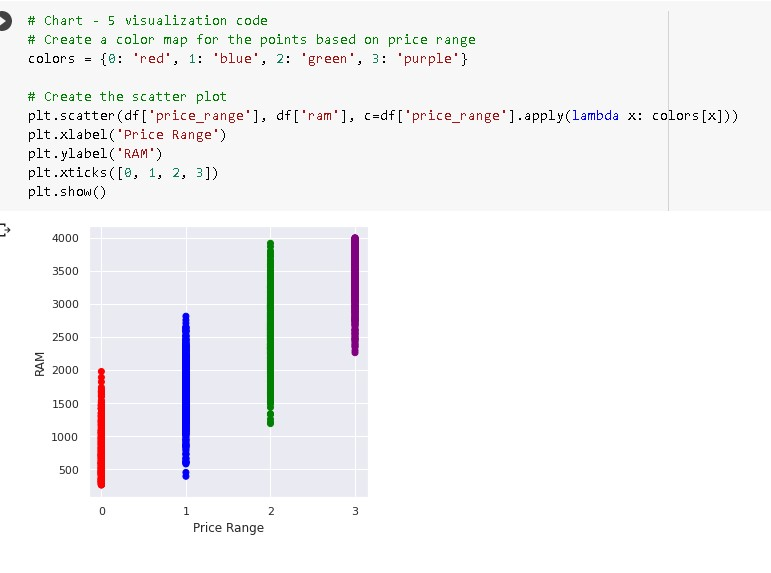 # Chart - 5 visualization code
# Create a color map for the points based on price range
colors = {0: 'red', 1: 'blue', 2: 'green', 3: 'purple'}
# Create the scatter plot
plt.scatter(df['price_range'], df['ram'], c=df['price_range'].apply(lambda x: colors[x]))
plt.xlabel('Price Range')
plt.ylabel('RAM')
plt.xticks([0, 1, 2, 3])
plt.show()
4000
3500
3000
2500
2000
1500
1000
500
RAM
0 1 2 3
Price Range